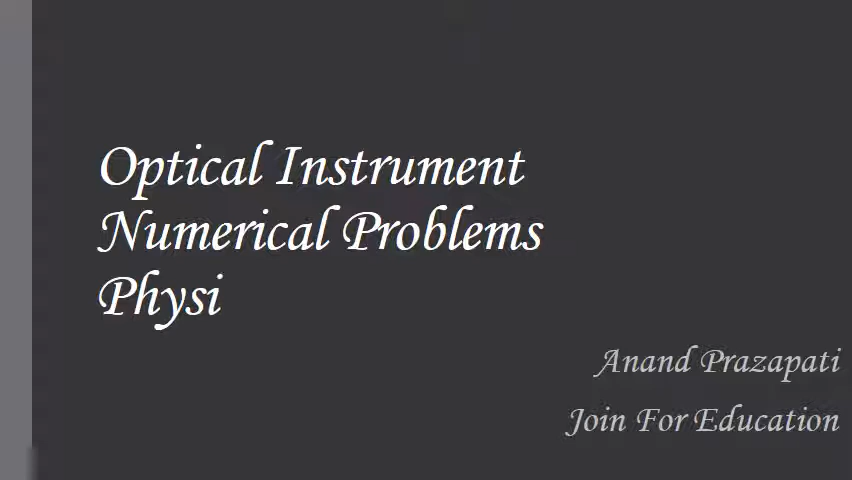 Optical Instrument
Numerical Problems
Physi
Anand Prazapati
Join For Education